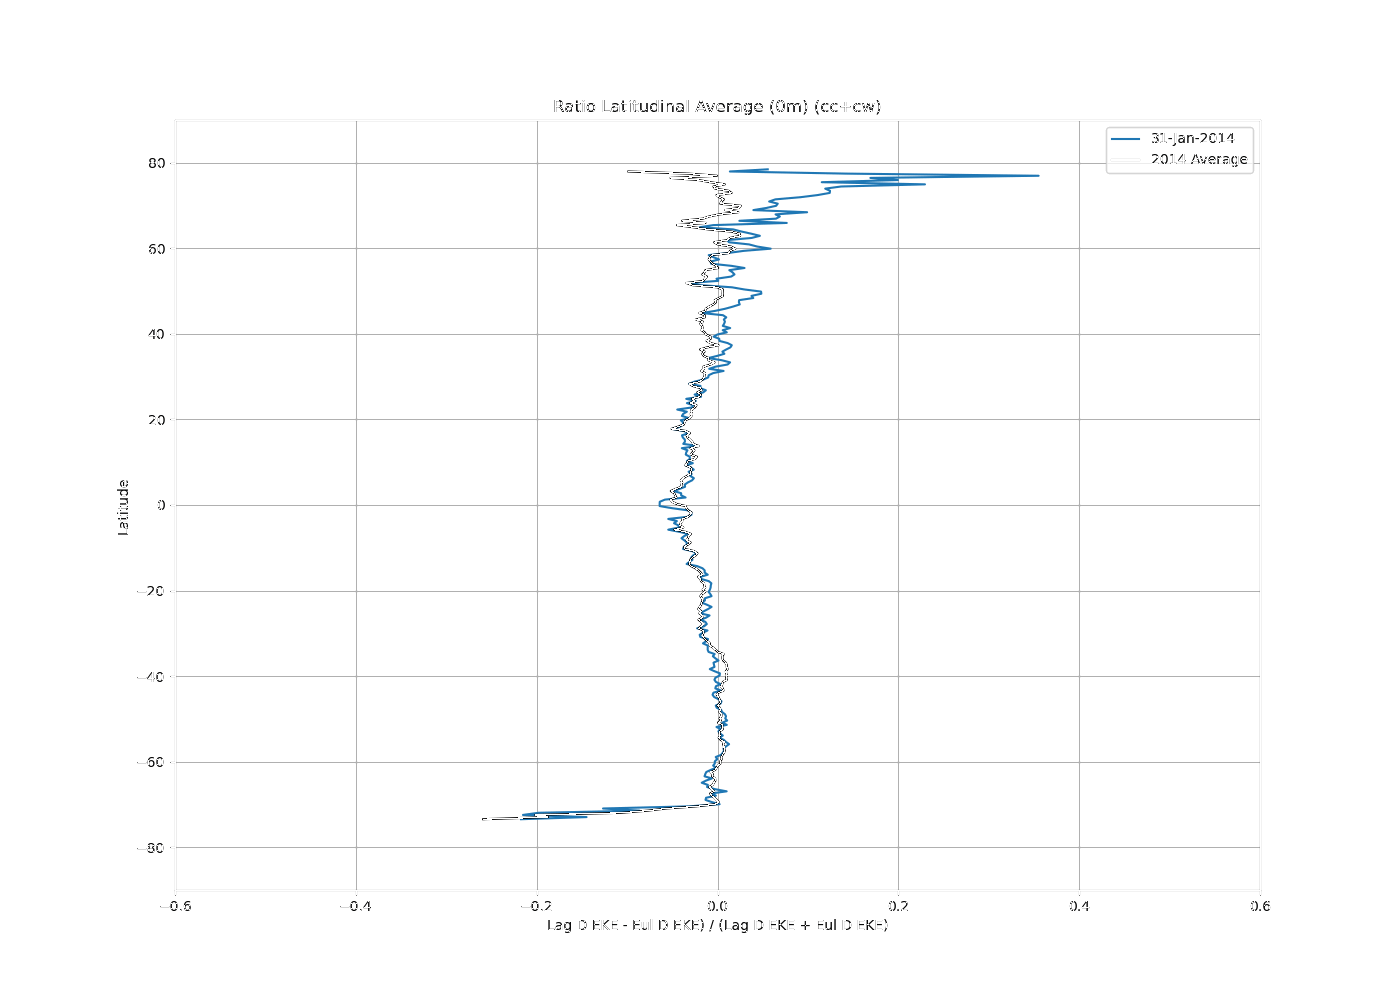 Ratio Latitudinal Average (0m) (cc+cw)
31-Jan-2014
2014 Average
80
60
40
20
0
−20
−40
−60
−80
Latitude
−0.6 −0.4 −0.2 0.0 0.2 0.4 0.6
Lag D EKE - Eul D EKE) / (Lag D EKE + Eul D EKE)